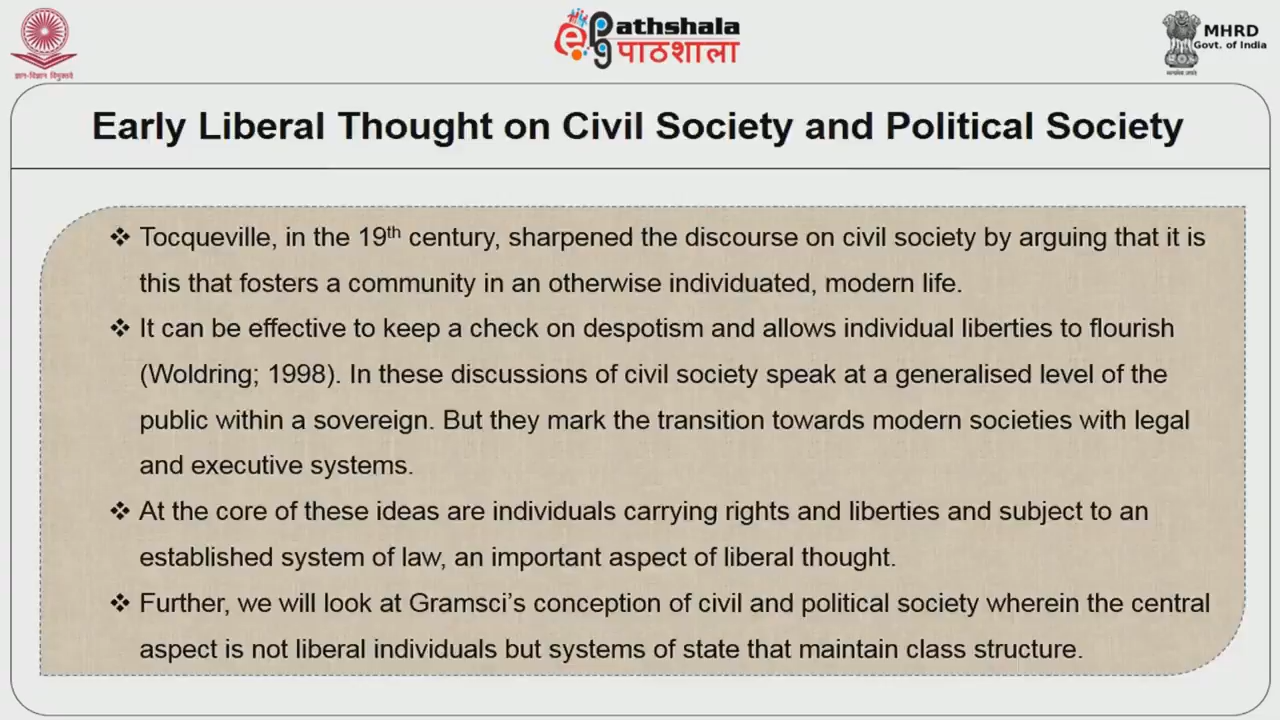 ज्ञान-विज्ञान विमुक्तये
ePathshala
पाठशाला
MHRD
Govt. of India
सत्यमेव जयते
Early Liberal Thought on Civil Society and Political Society
❖ Tocqueville, in the 19th century, sharpened the discourse on civil society by arguing that it is
this that fosters a community in an otherwise individuated, modern life.
❖ It can be effective to keep a check on despotism and allows individual liberties to flourish
(Woldring; 1998). In these discussions of civil society speak at a generalised level of the
public within a sovereign. But they mark the transition towards modern societies with legal
and executive systems.
❖ At the core of these ideas are individuals carrying rights and liberties and subject to an
established system of law, an important aspect of liberal thought.
❖ Further, we will look at Gramsci's conception of civil and political society wherein the central
aspect is not liberal individuals but systems of state that maintain class structure.